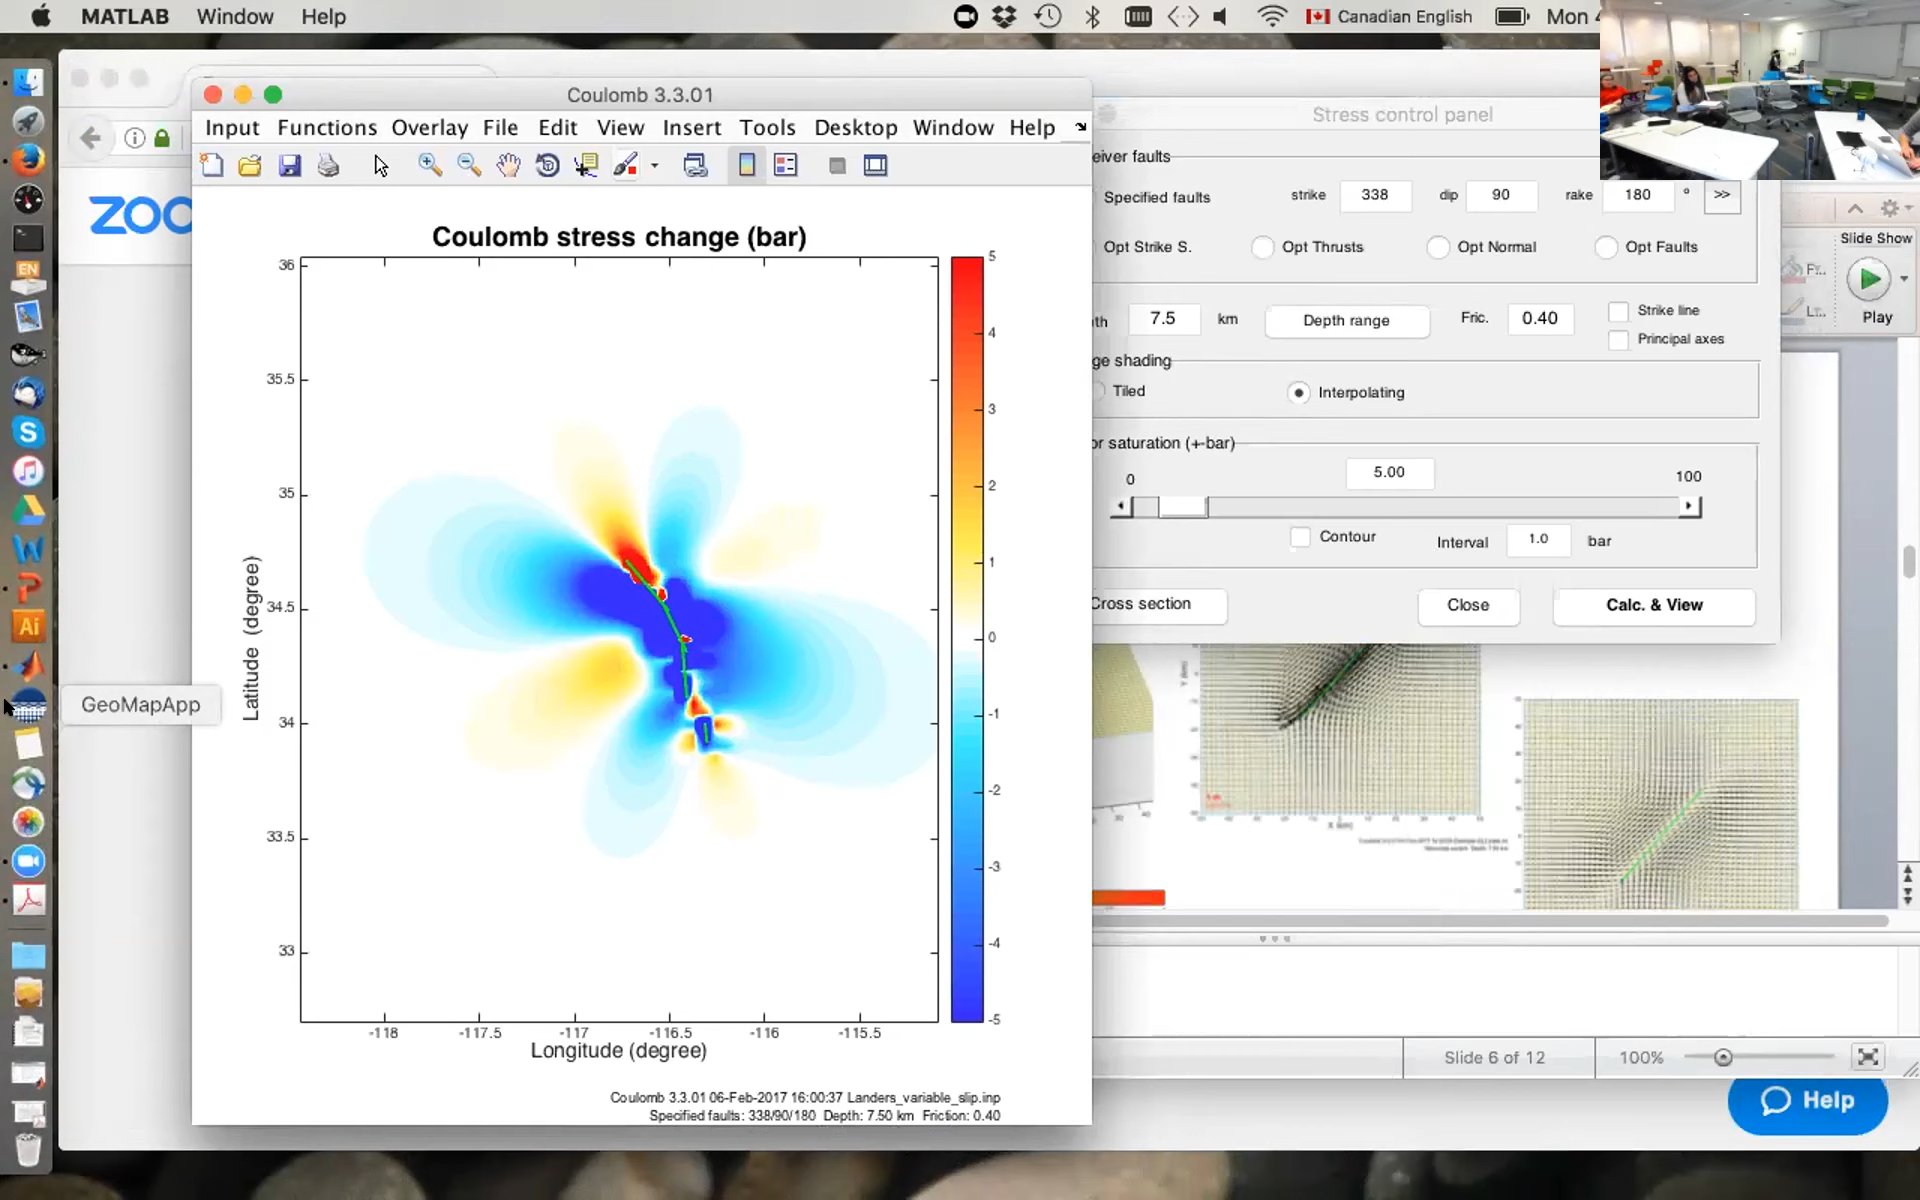 MATLAB Window Help
Canadian English Mon
Coulomb 3.3.01
Input Functions Overlay File Edit View Insert Tools Desktop Window Help
ZOO
Coulomb stress change (bar)
36
35.5
35
34.5
34
33.5
33
Latitude (degree)
-118 -117.5 -117 -116.5 -116 -115.5
Longitude (degree)
5
4
3
2
1
0
-1
-2
-3
-4
-5
Coulomb 3.3.01 06-Feb-2017 16:00:37 Landers_variable_slip.inp
Specified faults: 338/90/180 Depth: 7.50 km Friction: 0.40
GeoMapApp
EN
Ai
Stress control panel
eiver faults
Specified faults strike 338 dip 90 rake 180 ° >>
Opt Strike S. Opt Thrusts Opt Normal Opt Faults
th 7.5 km Depth range Fric. 0.40 Strike line
Principal axes
ge shading
Tiled Interpolating
or saturation (+-bar)
0 5.00 100
Contour Interval 1.0 bar
Cross section Close Calc. & View
Slide Show
F...
L...
Play
Slide 6 of 12 100%
Help